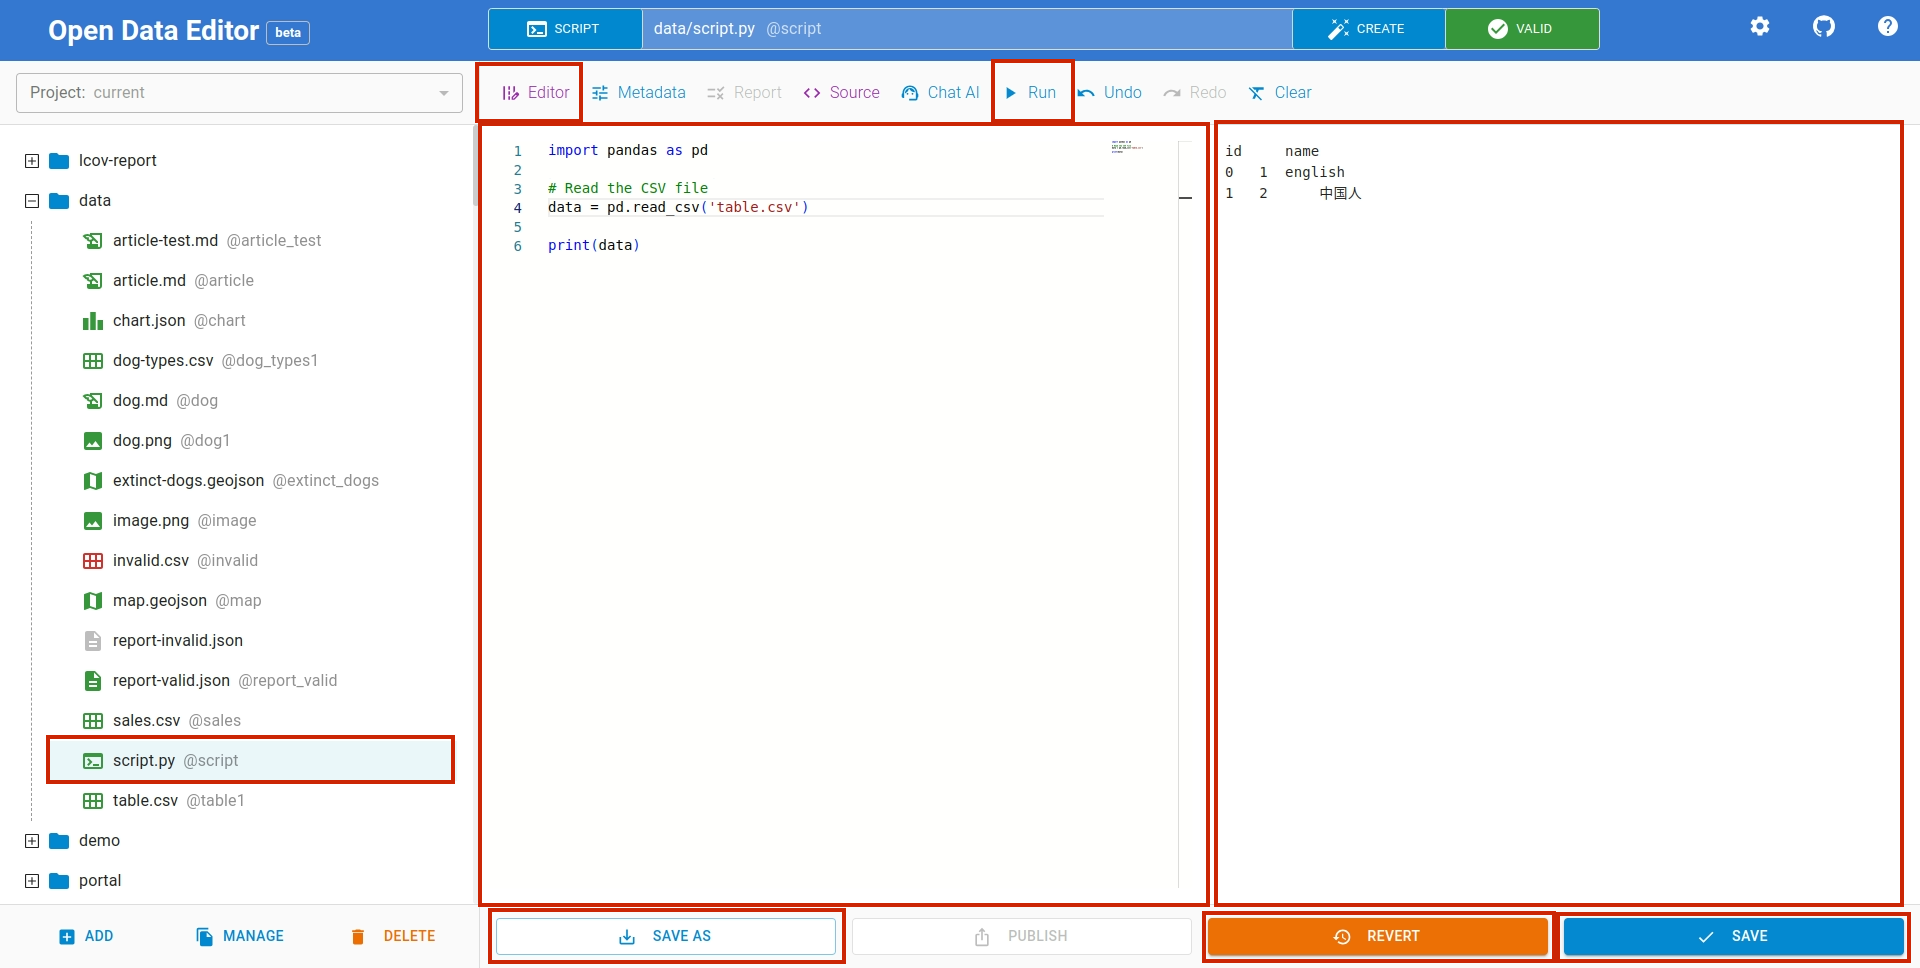 Open Data Editor beta
SCRIPT data/script.py @script CREATE VALID
Project: current
Editor Metadata Report Source Chat AI Run Undo Redo Clear
lcov-report
data
article-test.md @article_test
article.md @article
chart.json @chart
dog-types.csv @dog_types1
dog.md @dog
dog.png @dog1
extinct-dogs.geojson @extinct_dogs
image.png @image
invalid.csv @invalid
map.geojson @map
report-invalid.json
report-valid.json @report_valid
sales.csv @sales
script.py @script
table.csv @table1
demo
portal
ADD MANAGE DELETE
1 import pandas as pd
2
3 # Read the CSV file
4 data = pd.read_csv('table.csv')
5
6 print(data)
id name
0 1 english
1 2 中国人
SAVE AS PUBLISH REVERT SAVE